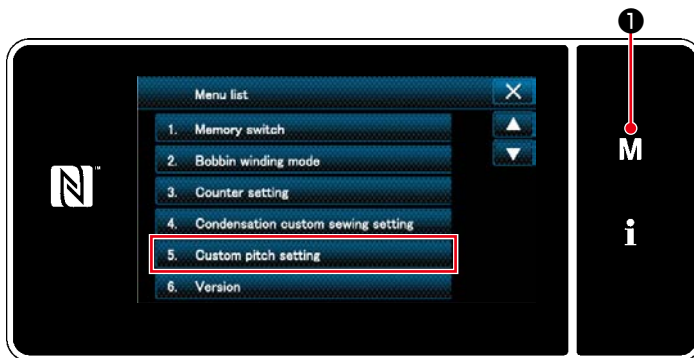 ❶
Menu list
1. Memory switch
2. Bobbin winding mode
3. Counter setting
4. Condensation custom sewing setting
5. Custom pitch setting
6. Version
N
M
i